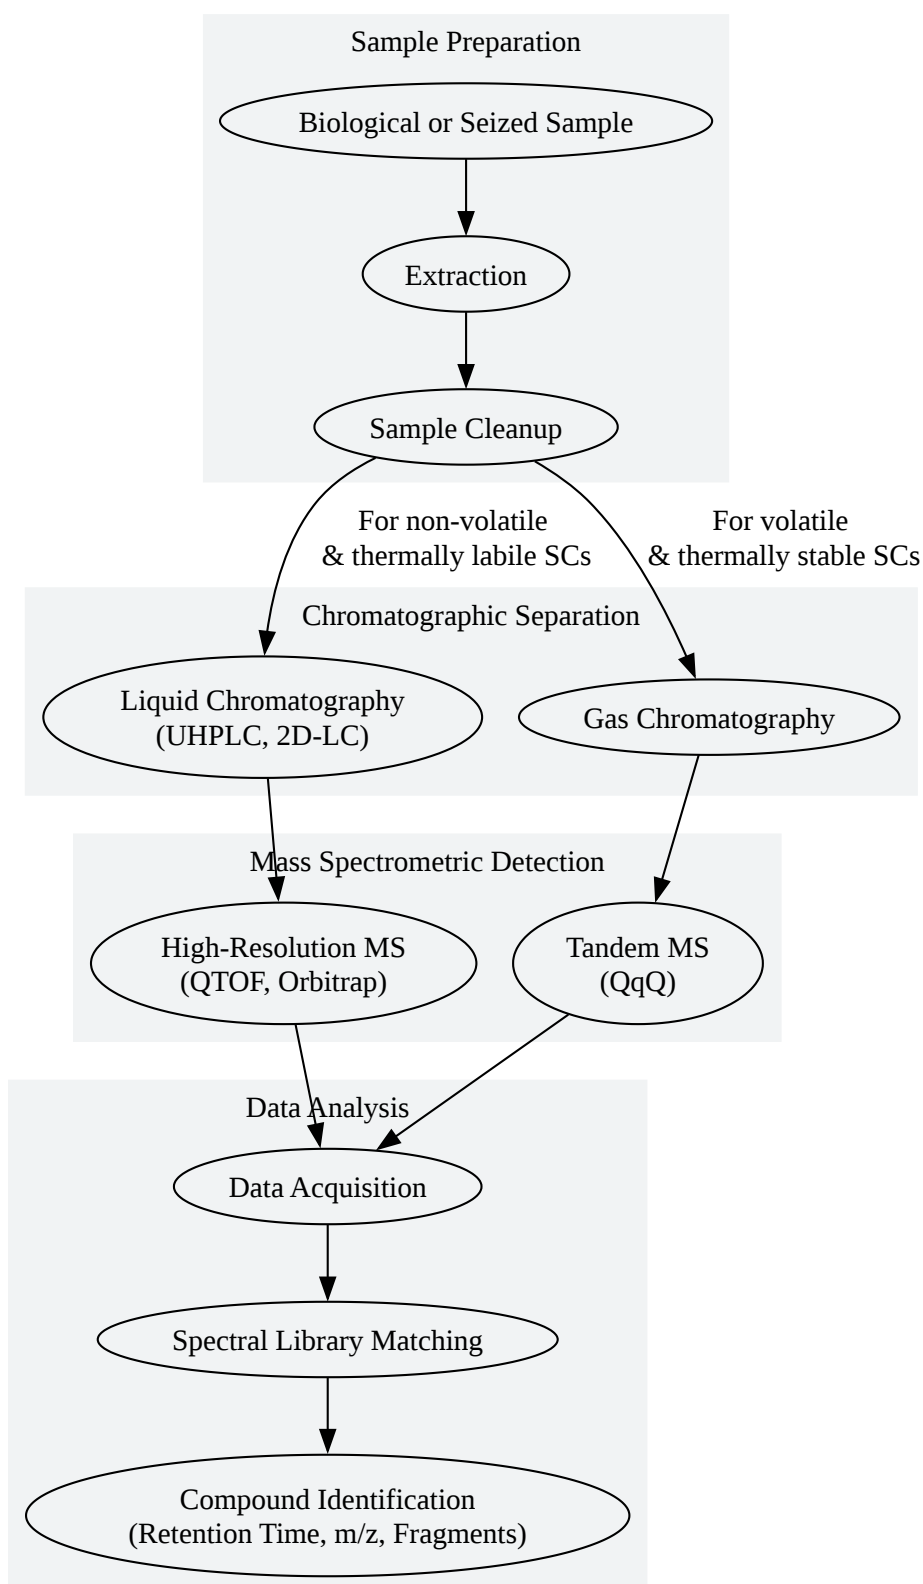 Sample Preparation
Biological or Seized Sample
Extraction
Sample Cleanup
For non-volatile
& thermally labile SCs
For volatile
& thermally stable SCs
Chromatographic Separation
Liquid Chromatography
(UHPLC, 2D-LC)
Gas Chromatography
Mass Spectrometric Detection
High-Resolution MS
(QTOF, Orbitrap)
Tandem MS
(QqQ)
Data Analysis
Data Acquisition
Spectral Library Matching
Compound Identification
(Retention Time, m/z, Fragments)